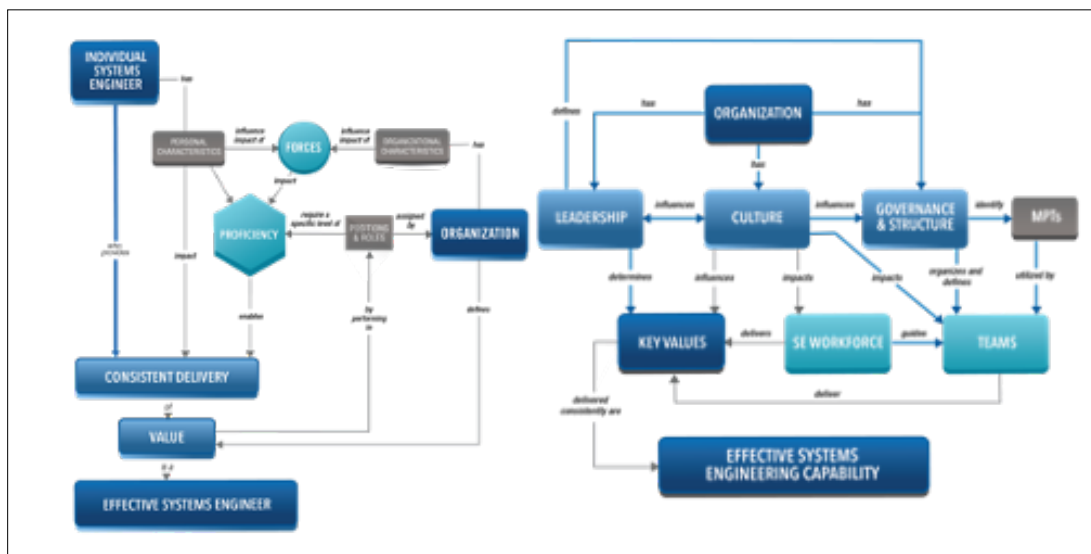 INDIVIDUAL
SYSTEMS
ENGINEER
has
PERSONAL
CHARACTERISTICS
influence
impact of
FORCES
influence
impact of
ORGANIZATIONAL
CHARACTERISTICS
has
impact
PROFICIENCY
require a
specific level of
POSITIONS
& ROLES
assigned
by
ORGANIZATION
who
provides
impact
enables
by
performing
in
defines
CONSISTENT DELIVERY
of
VALUE
is a
EFFECTIVE SYSTEMS ENGINEER
defines
has
ORGANIZATION
has
has
LEADERSHIP
influences
CULTURE
influences
GOVERNANCE
& STRUCTURE
identify
MPTs
determines
influences
impacts
impacts
organizes and
defines
utilized by
KEY VALUES
delivers
SE WORKFORCE
guides
TEAMS
deliver
delivered
consistently are
EFFECTIVE SYSTEMS
ENGINEERING CAPABILITY